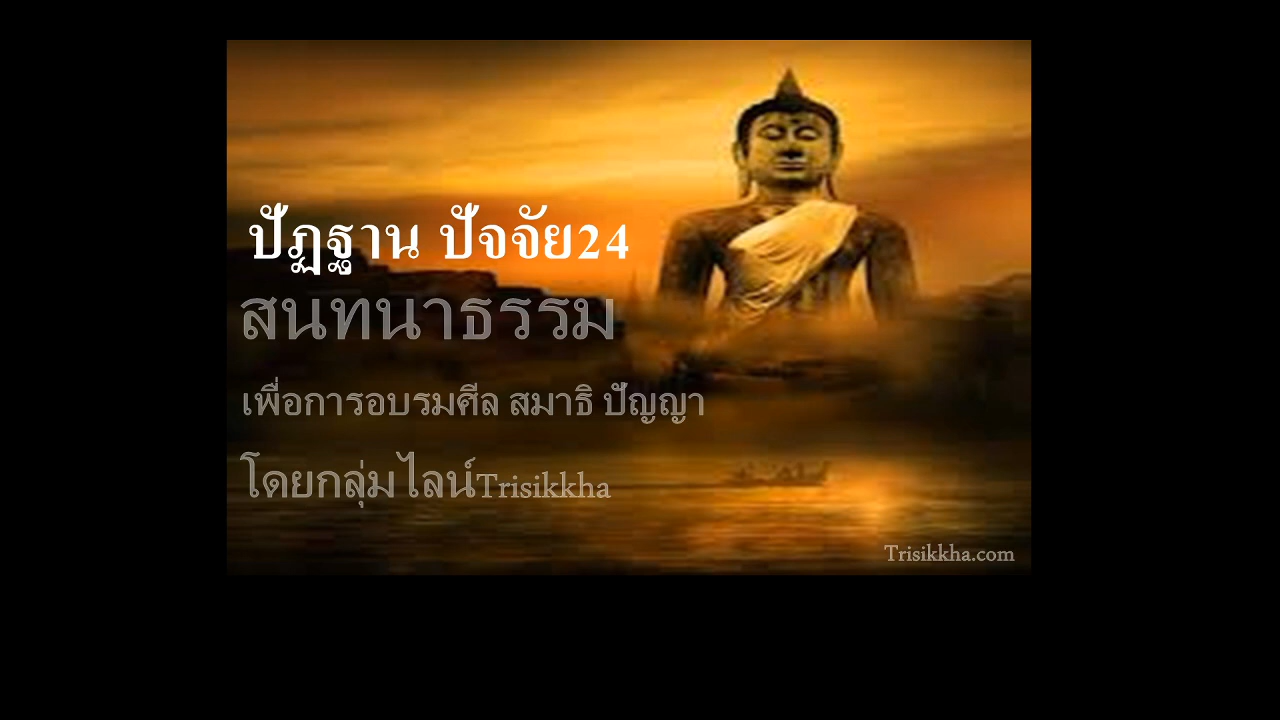 ปัฏฐาน ปัจจัย24
สนทนาธรรม
เพื่อการอบรมศีล สมาธิ ปัญญา
โดยกลุ่มไลน์Trisikkha
Trisikkha.com